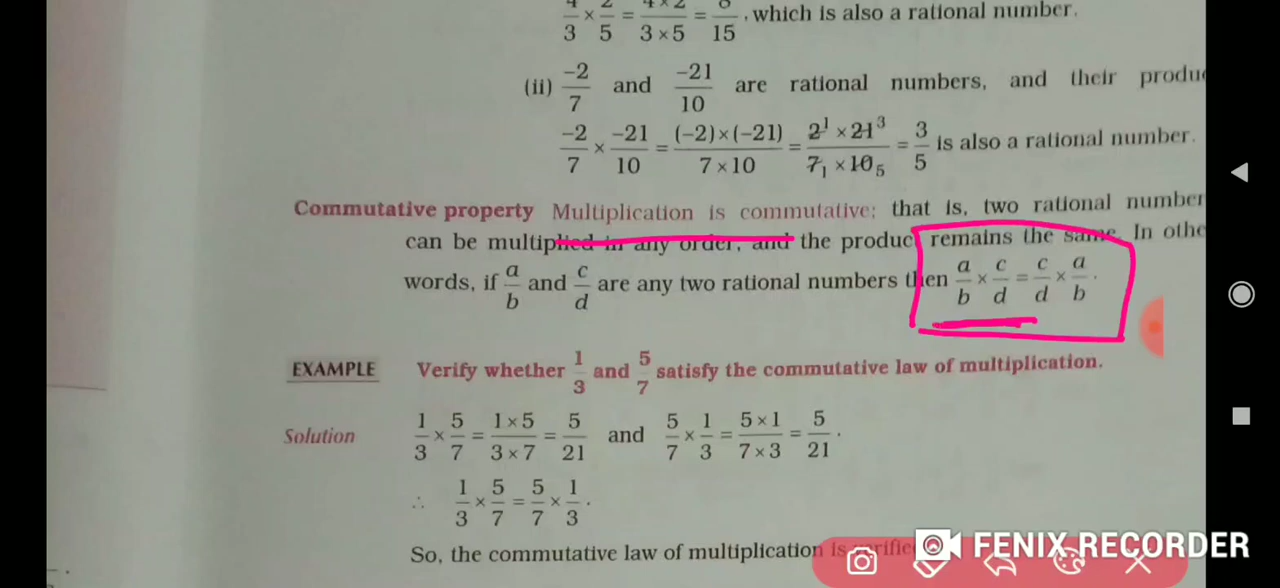 4/3 × 2/5 = 4 × 2 / 3 × 5 = 8/15, which is also a rational number.
(ii) −2/7 and −21/10 are rational numbers, and their
−2/7 × −21/10 = (−2)×(−21) / 7 × 10 = 2¹ × 21³ / 7₁ × 10₅ = 3/5 is also a rational number.
Commutative property Multiplication is commutative; that is, two rational number
can be multiplied in any order, and the product remains the same. In
words, if a/b and c/d are any two rational numbers then a/b × c/d = c/d × a/b.
EXAMPLE Verify whether 1/3 and 5/7 satisfy the commutative law of multiplication.
Solution 1/3 × 5/7 = 1 × 5 / 3 × 7 = 5/21 and 5/7 × 1/3 = 5 × 1 / 7 × 3 = 5/21.
∴ 1/3 × 5/7 = 5/7 × 1/3.
So, the commutative law of multiplication is
FENIX RECORDER